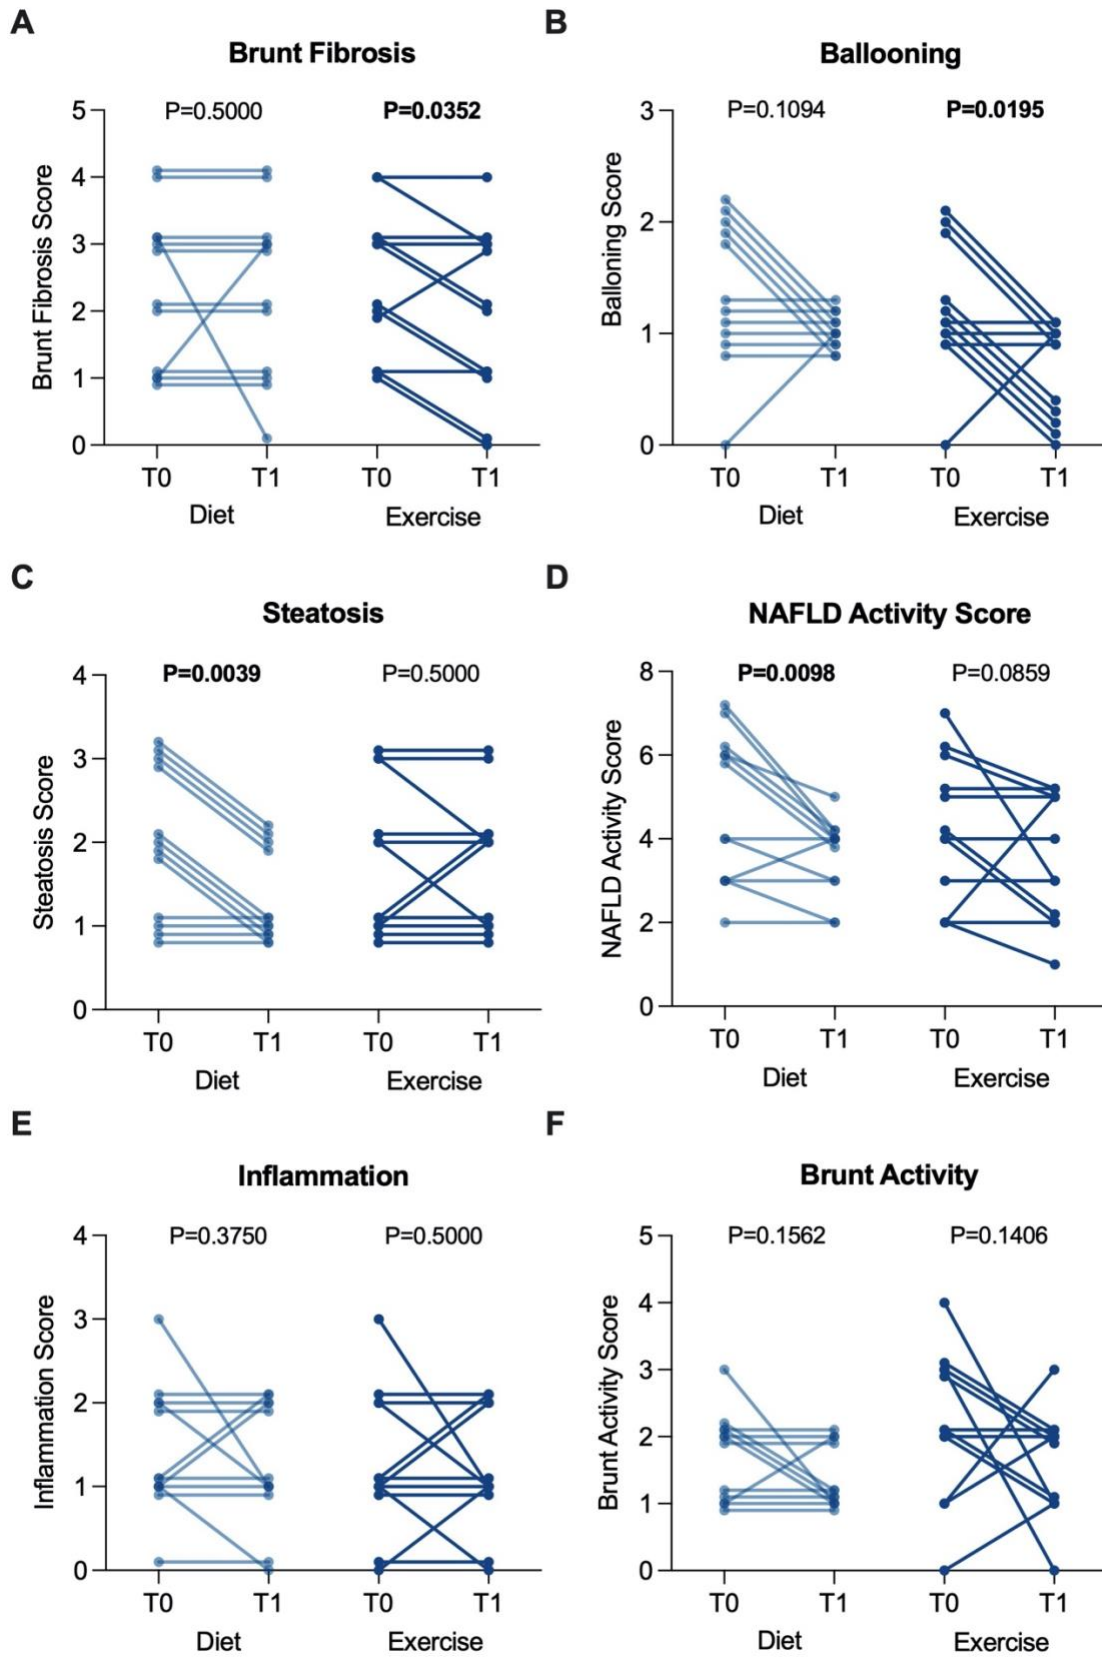 A
Brunt Fibrosis
P=0.5000 P=0.0352
Brunt Fibrosis Score
5
4
3
2
1
0
T0 T1 T0 T1
Diet Exercise
B
Ballooning
P=0.1094 P=0.0195
Balloning Score
3
2
1
0
T0 T1 T0 T1
Diet Exercise
C
Steatosis
P=0.0039 P=0.5000
Steatosis Score
4
3
2
1
0
T0 T1 T0 T1
Diet Exercise
D
NAFLD Activity Score
P=0.0098 P=0.0859
NAFLD Activity Score
8
6
4
2
0
T0 T1 T0 T1
Diet Exercise
E
Inflammation
P=0.3750 P=0.5000
Inflammation Score
4
3
2
1
0
T0 T1 T0 T1
Diet Exercise
F
Brunt Activity
P=0.1562 P=0.1406
Brunt Activity Score
5
4
3
2
1
0
T0 T1 T0 T1
Diet Exercise